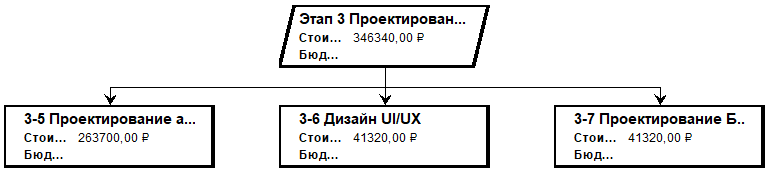 Этап 3 Проектирован...
Стои... 346340,00 ₽
Бюд...
3-5 Проектирование а...
Стои... 263700,00 ₽
Бюд...
3-6 Дизайн UI/UX
Стои... 41320,00 ₽
Бюд...
3-7 Проектирование Б..
Стои... 41320,00 ₽
Бюд...